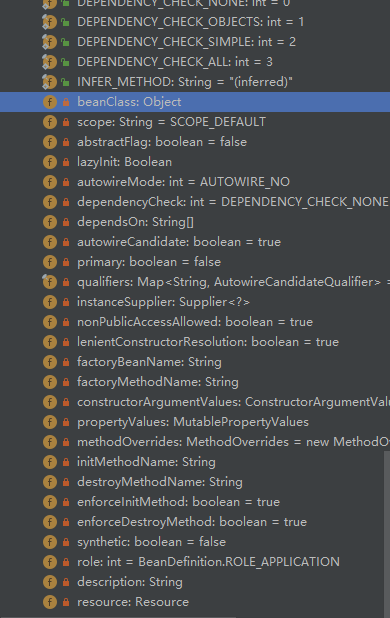 DEPENDENCY_CHECK_NONE: int = 0
DEPENDENCY_CHECK_OBJECTS: int = 1
DEPENDENCY_CHECK_SIMPLE: int = 2
DEPENDENCY_CHECK_ALL: int = 3
INFER_METHOD: String = "(inferred)"
beanClass: Object
scope: String = SCOPE_DEFAULT
abstractFlag: boolean = false
lazyInit: Boolean
autowireMode: int = AUTOWIRE_NO
dependencyCheck: int = DEPENDENCY_CHECK_NONE
dependsOn: String[]
autowireCandidate: boolean = true
primary: boolean = false
qualifiers: Map<String, AutowireCandidateQualifier> =
instanceSupplier: Supplier<?>
nonPublicAccessAllowed: boolean = true
lenientConstructorResolution: boolean = true
factoryBeanName: String
factoryMethodName: String
constructorArgumentValues: ConstructorArgumentValu
propertyValues: MutablePropertyValues
methodOverrides: MethodOverrides = new MethodOv
initMethodName: String
destroyMethodName: String
enforceInitMethod: boolean = true
enforceDestroyMethod: boolean = true
synthetic: boolean = false
role: int = BeanDefinition.ROLE_APPLICATION
description: String
resource: Resource